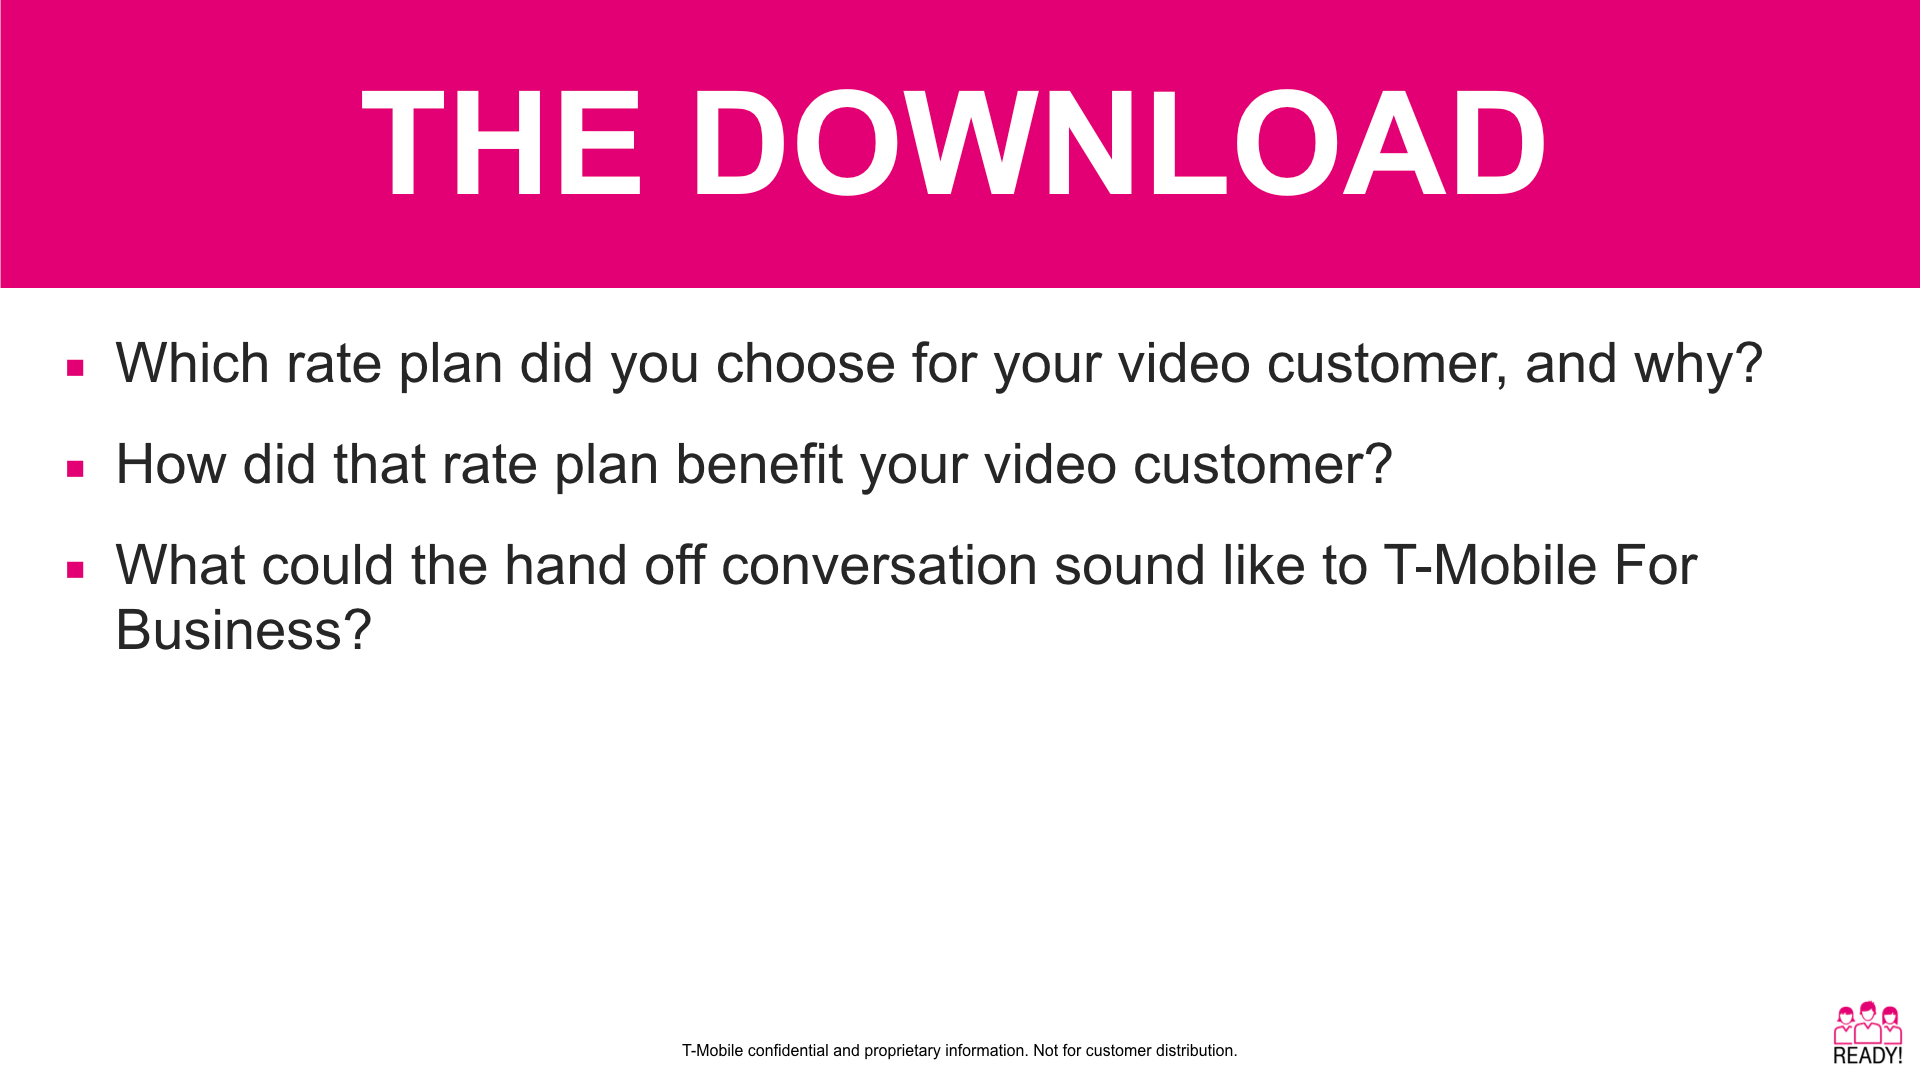 THE DOWNLOAD
▪ Which rate plan did you choose for your video customer, and why?
▪ How did that rate plan benefit your video customer?
▪ What could the hand off conversation sound like to T-Mobile For
Business?
T-Mobile confidential and proprietary information. Not for customer distribution.
READY!